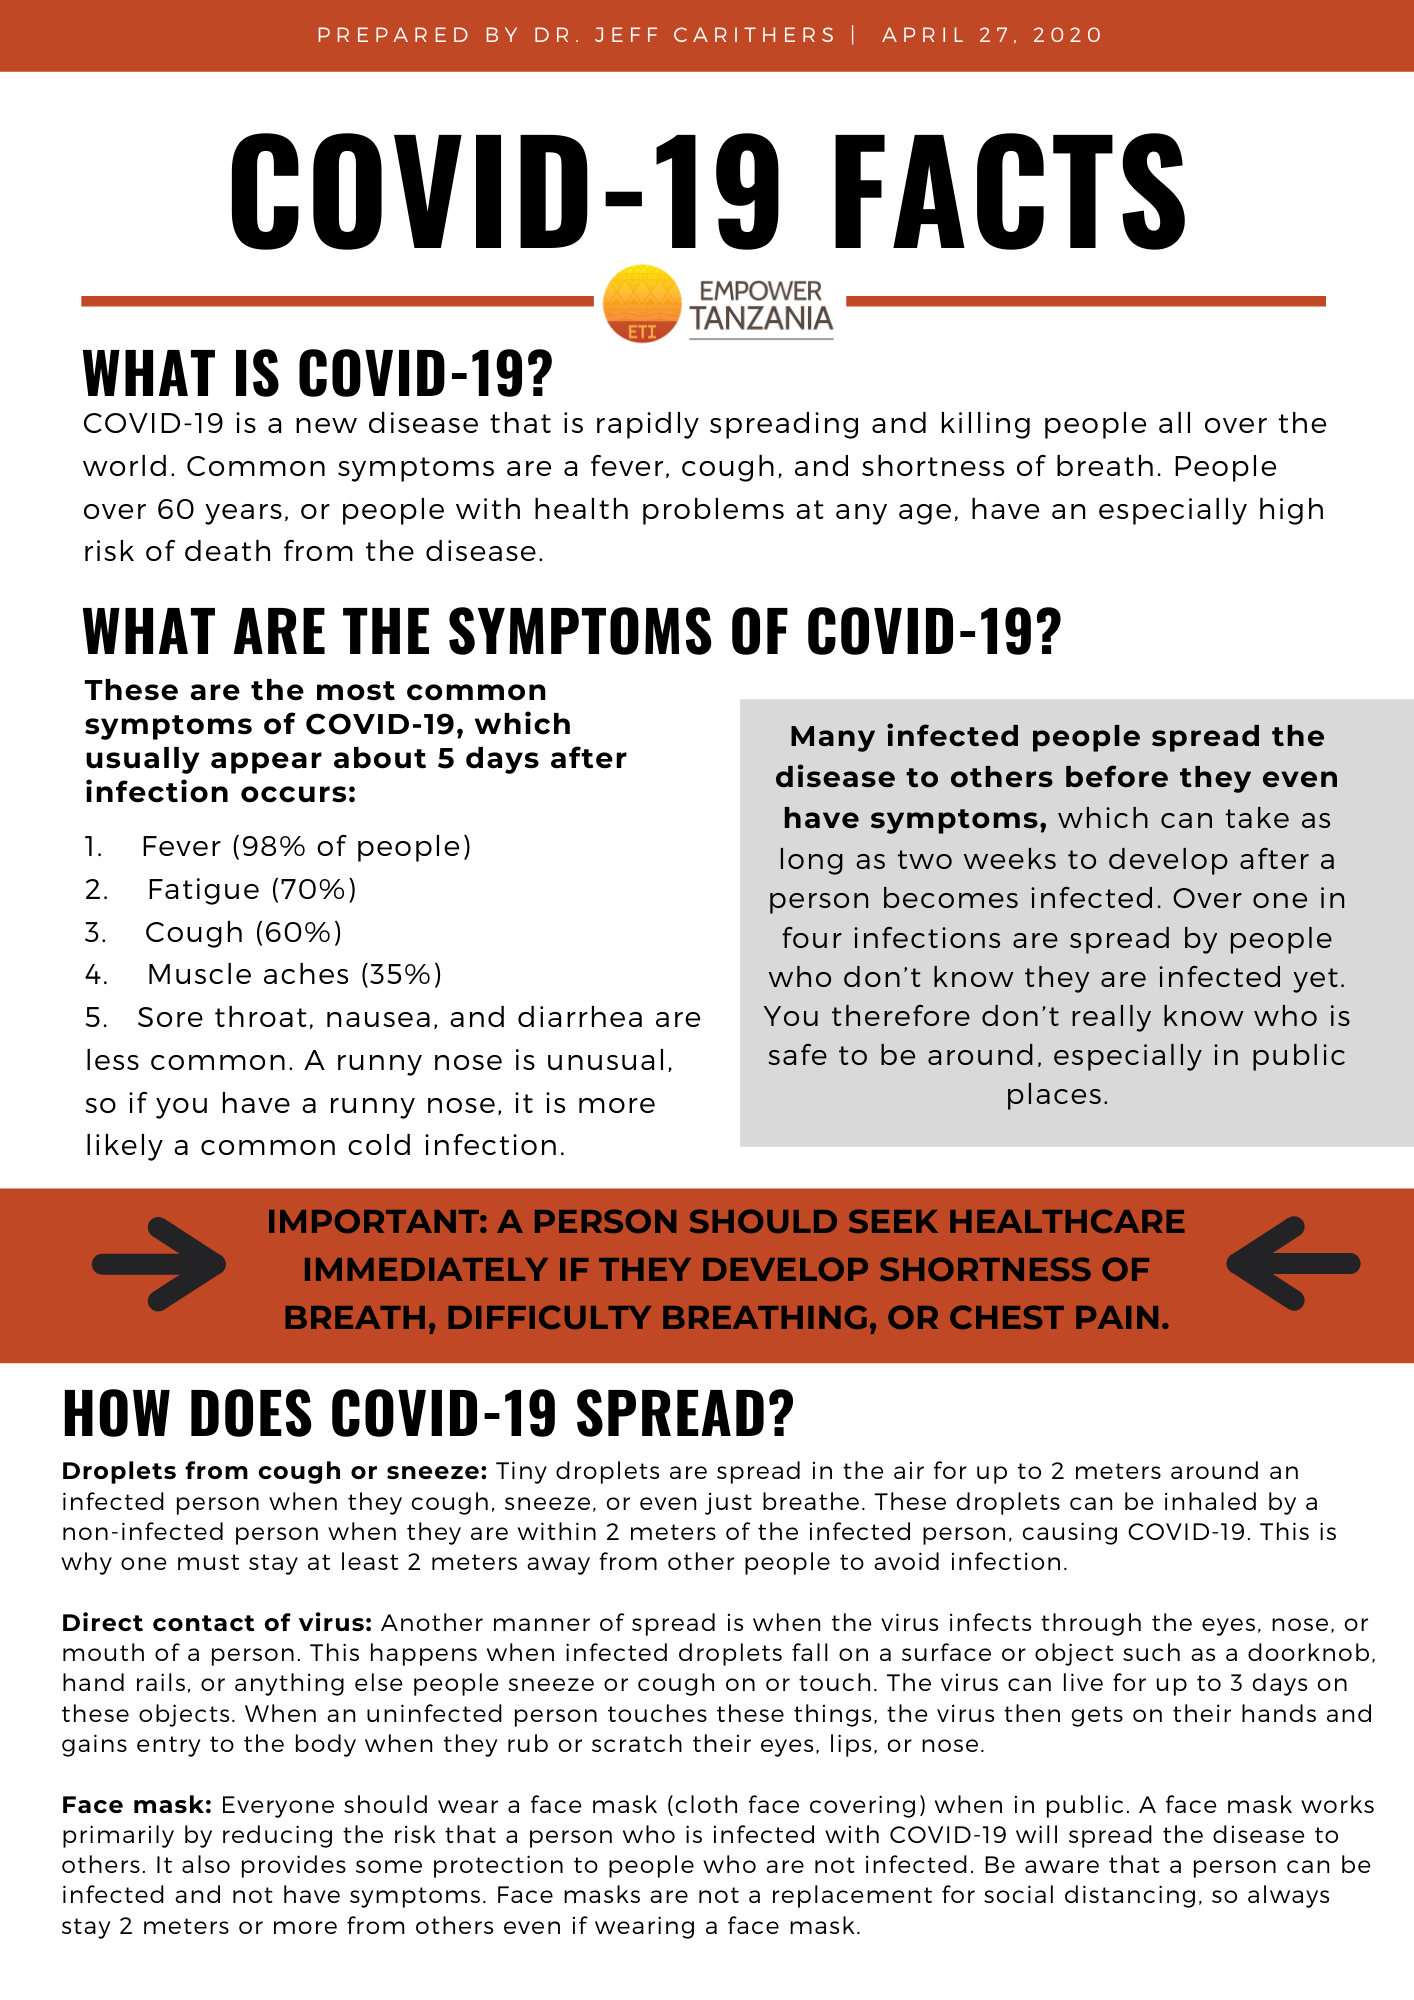 PREPARED BY DR. JEFF CARITHERS | APRIL 27, 2020
COVID-19 FACTS
ETI
EMPOWER
TANZANIA
WHAT IS COVID-19?
COVID-19 is a new disease that is rapidly spreading and killing people all over the
world. Common symptoms are a fever, cough, and shortness of breath. People
over 60 years, or people with health problems at any age, have an especially high
risk of death from the disease.
WHAT ARE THE SYMPTOMS OF COVID-19?
These are the most common
symptoms of COVID-19, which
usually appear about 5 days after
infection occurs:
1. Fever (98% of people)
2. Fatigue (70%)
3. Cough (60%)
4. Muscle aches (35%)
5. Sore throat, nausea, and diarrhea are
less common. A runny nose is unusual,
so if you have a runny nose, it is more
likely a common cold infection.
Many infected people spread the
disease to others before they even
have symptoms, which can take as
long as two weeks to develop after a
person becomes infected. Over one in
four infections are spread by people
who don't know they are infected yet.
You therefore don't really know who is
safe to be around, especially in public
places.
IMPORTANT: A PERSON SHOULD SEEK HEALTHCARE
IMMEDIATELY IF THEY DEVELOP SHORTNESS OF
BREATH, DIFFICULTY BREATHING, OR CHEST PAIN.
HOW DOES COVID-19 SPREAD?
Droplets from cough or sneeze: Tiny droplets are spread in the air for up to 2 meters around an
infected person when they cough, sneeze, or even just breathe. These droplets can be inhaled by a
non-infected person when they are within 2 meters of the infected person, causing COVID-19. This is
why one must stay at least 2 meters away from other people to avoid infection.
Direct contact of virus: Another manner of spread is when the virus infects through the eyes, nose, or
mouth of a person. This happens when infected droplets fall on a surface or object such as a doorknob,
hand rails, or anything else people sneeze or cough on or touch. The virus can live for up to 3 days on
these objects. When an uninfected person touches these things, the virus then gets on their hands and
gains entry to the body when they rub or scratch their eyes, lips, or nose.
Face mask: Everyone should wear a face mask (cloth face covering) when in public. A face mask works
primarily by reducing the risk that a person who is infected with COVID-19 will spread the disease to
others. It also provides some protection to people who are not infected. Be aware that a person can be
infected and not have symptoms. Face masks are not a replacement for social distancing, so always
stay 2 meters or more from others even if wearing a face mask.